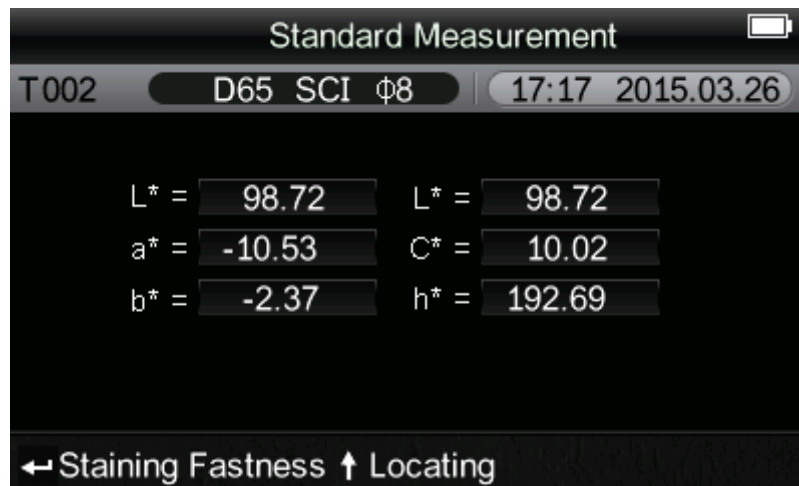 Standard Measurement
T002 D65 SCI Φ8 17:17 2015.03.26
L* = 98.72 L* = 98.72
a* = -10.53 C* = 10.02
b* = -2.37 h* = 192.69
Staining Fastness Locating